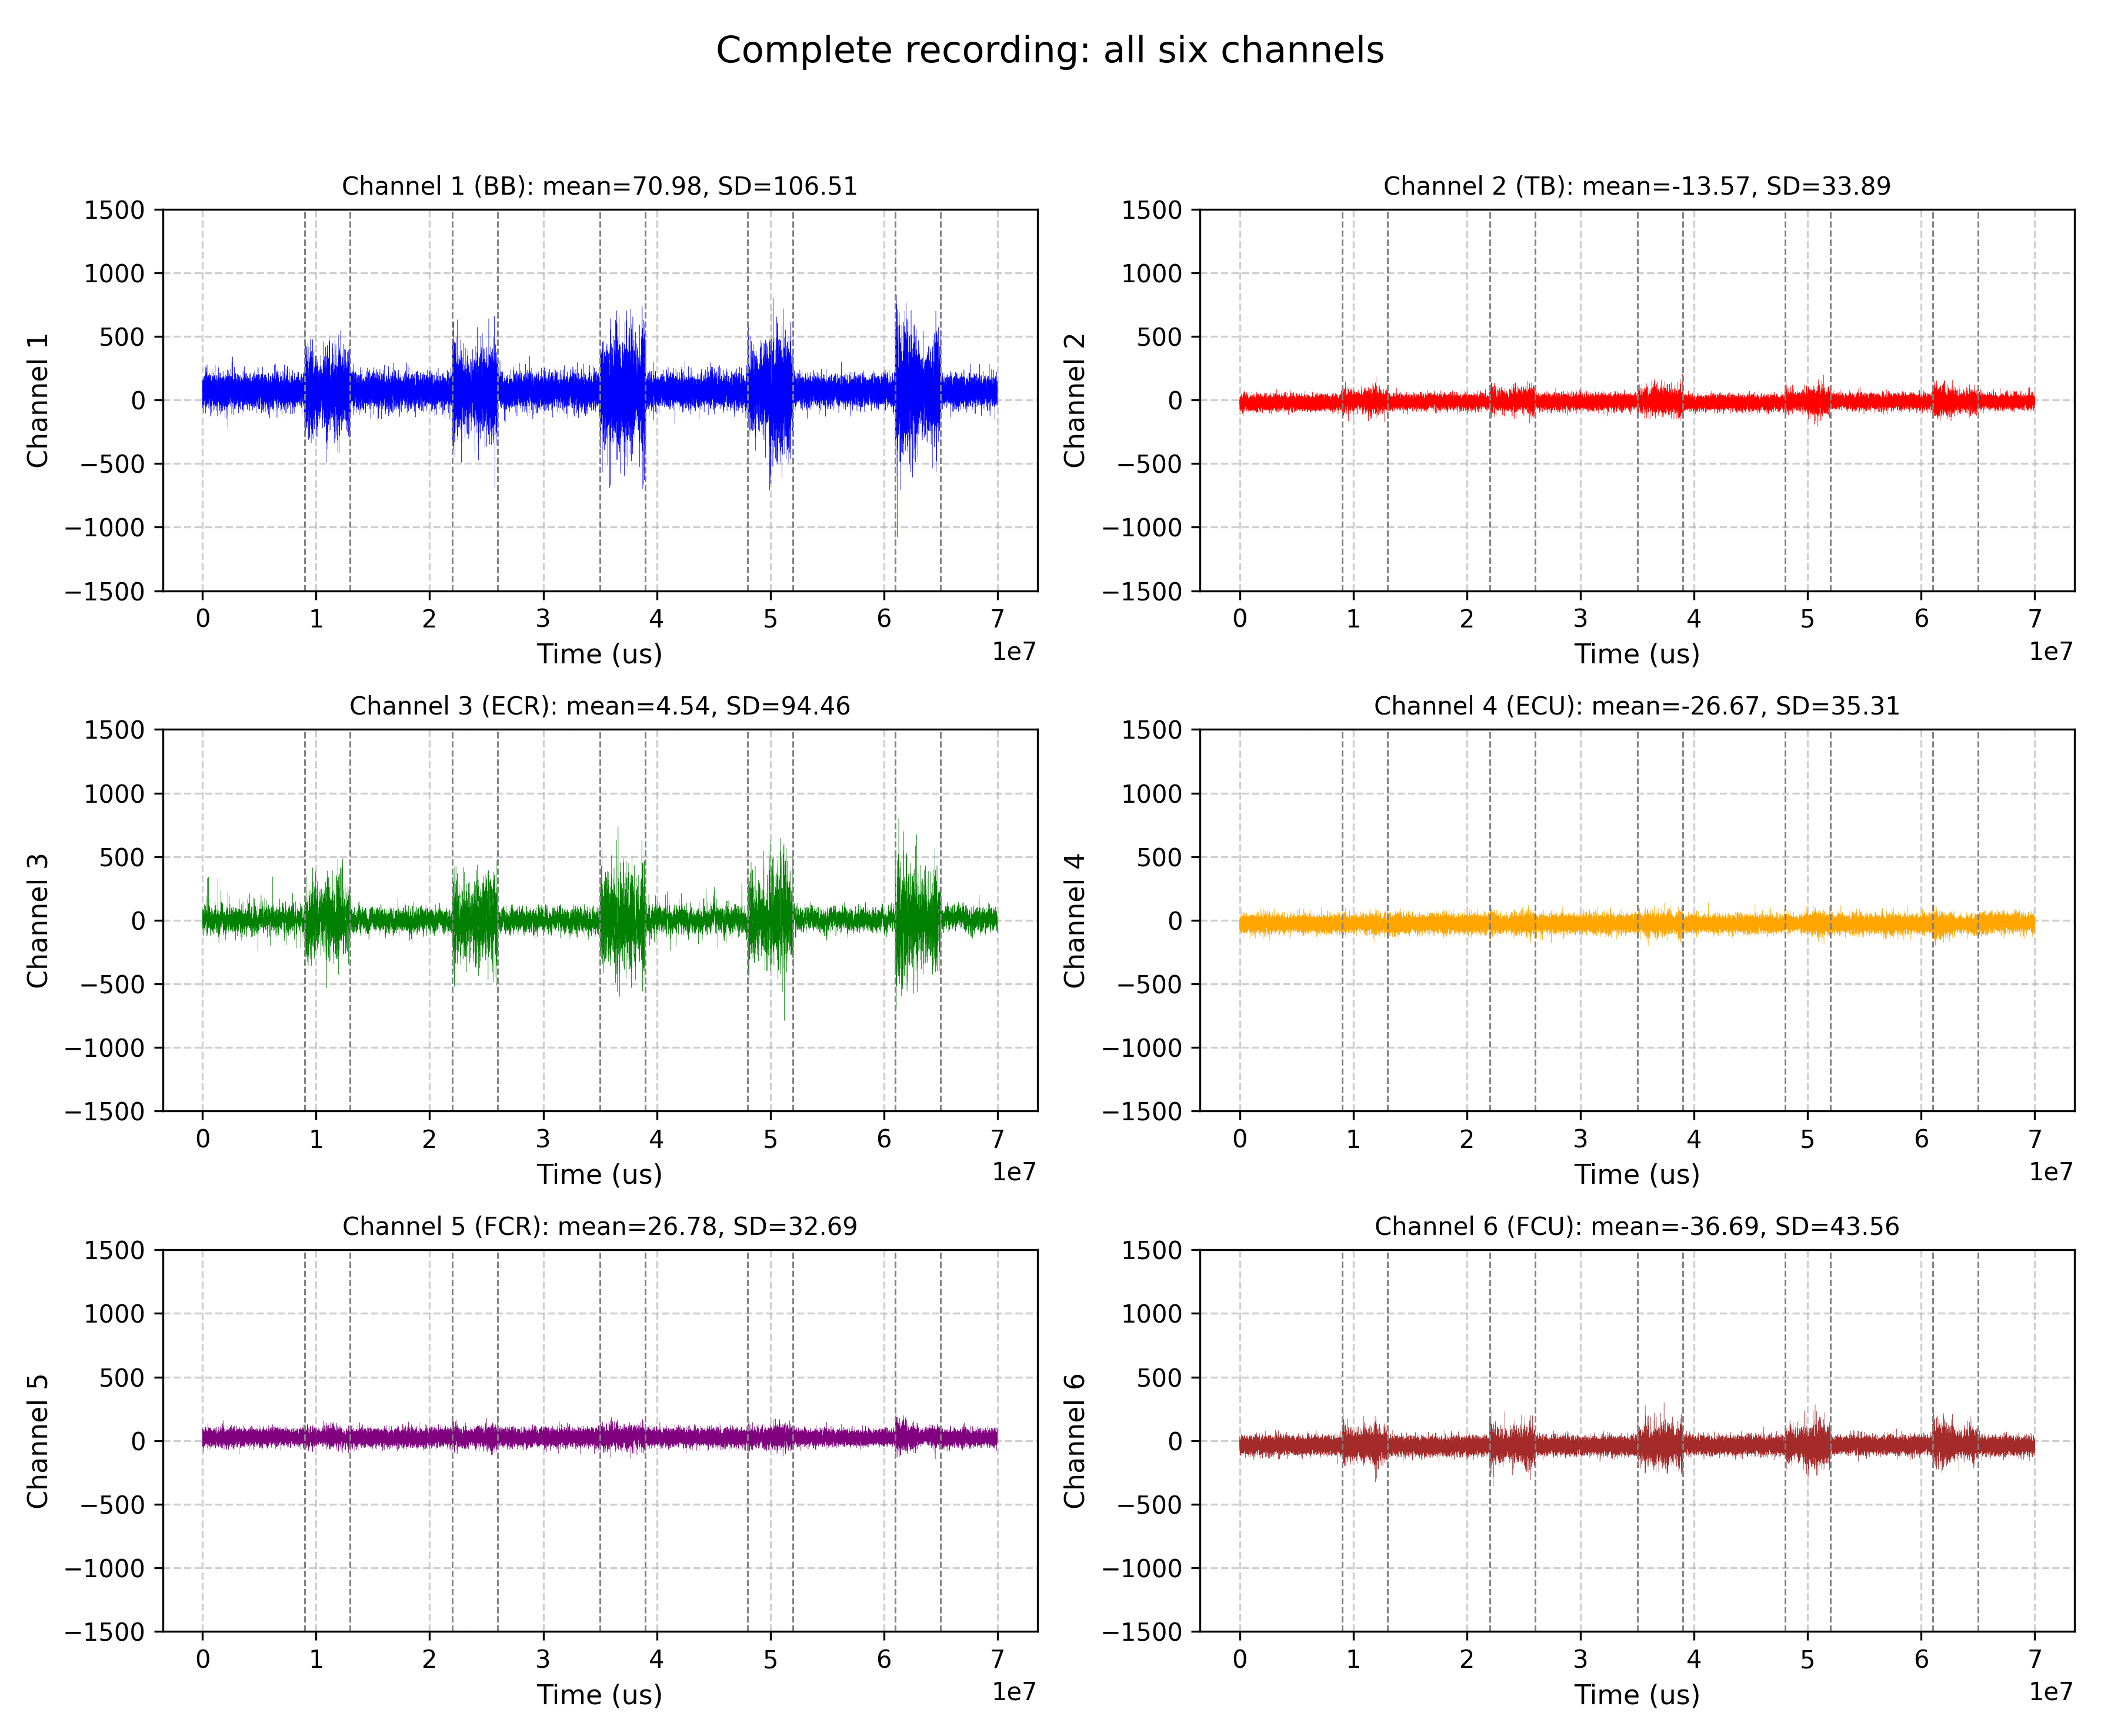 Complete recording: all six channels
Channel 1 (BB): mean=70.98, SD=106.51
1500
1000
500
0
−500
−1000
−1500
Channel 1
0 1 2 3 4 5 6 7
1e7
Time (us)
Channel 2 (TB): mean=-13.57, SD=33.89
1500
1000
500
0
−500
−1000
−1500
Channel 2
0 1 2 3 4 5 6 7
1e7
Time (us)
Channel 3 (ECR): mean=4.54, SD=94.46
1500
1000
500
0
−500
−1000
−1500
Channel 3
0 1 2 3 4 5 6 7
1e7
Time (us)
Channel 4 (ECU): mean=-26.67, SD=35.31
1500
1000
500
0
−500
−1000
−1500
Channel 4
0 1 2 3 4 5 6 7
1e7
Time (us)
Channel 5 (FCR): mean=26.78, SD=32.69
1500
1000
500
0
−500
−1000
−1500
Channel 5
0 1 2 3 4 5 6 7
1e7
Time (us)
Channel 6 (FCU): mean=-36.69, SD=43.56
1500
1000
500
0
−500
−1000
−1500
Channel 6
0 1 2 3 4 5 6 7
1e7
Time (us)